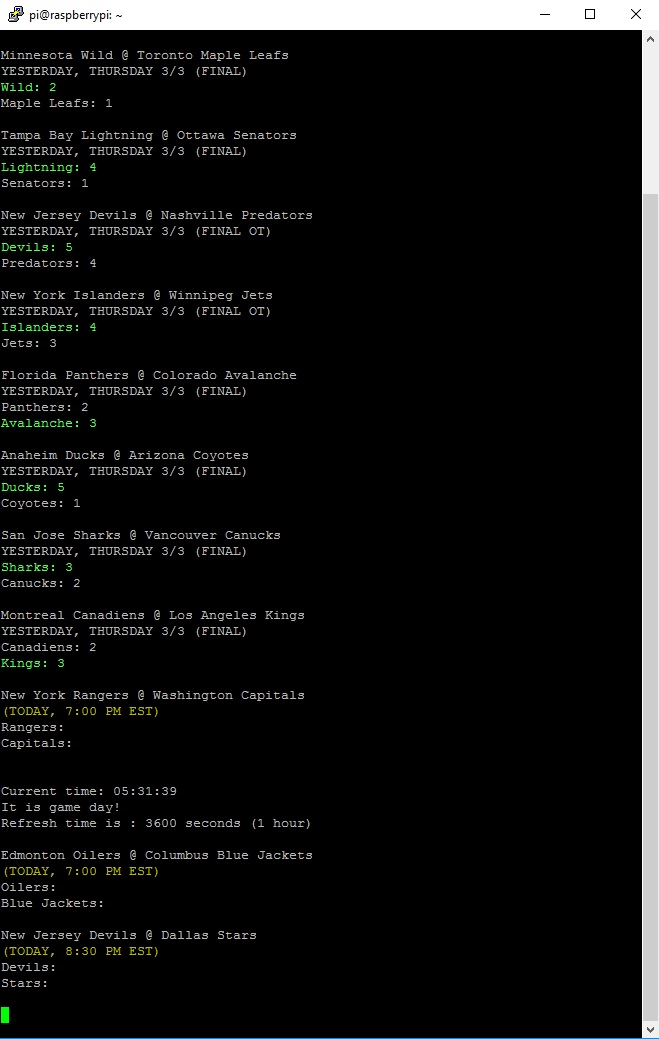 pi@raspberrypi: ~
Minnesota Wild @ Toronto Maple Leafs
YESTERDAY, THURSDAY 3/3 (FINAL)
Wild: 2
Maple Leafs: 1
Tampa Bay Lightning @ Ottawa Senators
YESTERDAY, THURSDAY 3/3 (FINAL)
Lightning: 4
Senators: 1
New Jersey Devils @ Nashville Predators
YESTERDAY, THURSDAY 3/3 (FINAL OT)
Devils: 5
Predators: 4
New York Islanders @ Winnipeg Jets
YESTERDAY, THURSDAY 3/3 (FINAL OT)
Islanders: 4
Jets: 3
Florida Panthers @ Colorado Avalanche
YESTERDAY, THURSDAY 3/3 (FINAL)
Panthers: 2
Avalanche: 3
Anaheim Ducks @ Arizona Coyotes
YESTERDAY, THURSDAY 3/3 (FINAL)
Ducks: 5
Coyotes: 1
San Jose Sharks @ Vancouver Canucks
YESTERDAY, THURSDAY 3/3 (FINAL)
Sharks: 3
Canucks: 2
Montreal Canadiens @ Los Angeles Kings
YESTERDAY, THURSDAY 3/3 (FINAL)
Canadiens: 2
Kings: 3
New York Rangers @ Washington Capitals
(TODAY, 7:00 PM EST)
Rangers:
Capitals:
Current time: 05:31:39
It is game day!
Refresh time is : 3600 seconds (1 hour)
Edmonton Oilers @ Columbus Blue Jackets
(TODAY, 7:00 PM EST)
Oilers:
Blue Jackets:
New Jersey Devils @ Dallas Stars
(TODAY, 8:30 PM EST)
Devils:
Stars: